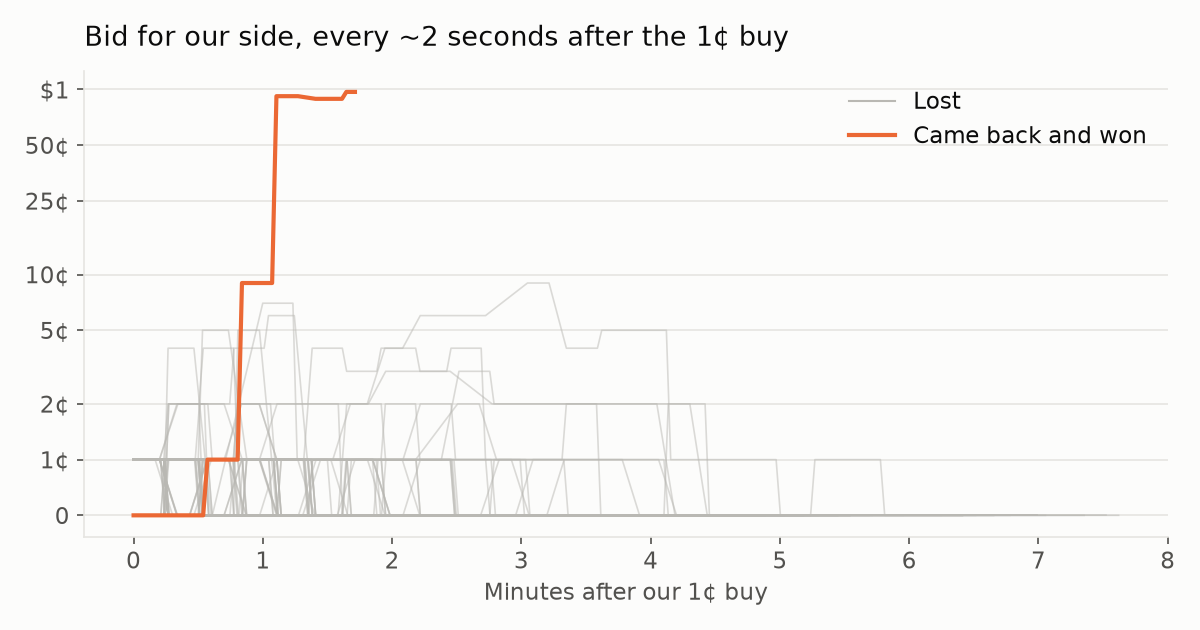 Bid for our side, every ~2 seconds after the 1¢ buy
$1
50¢
25¢
10¢
5¢
2¢
1¢
0
Lost
Came back and won
0 1 2 3 4 5 6 7 8
Minutes after our 1¢ buy